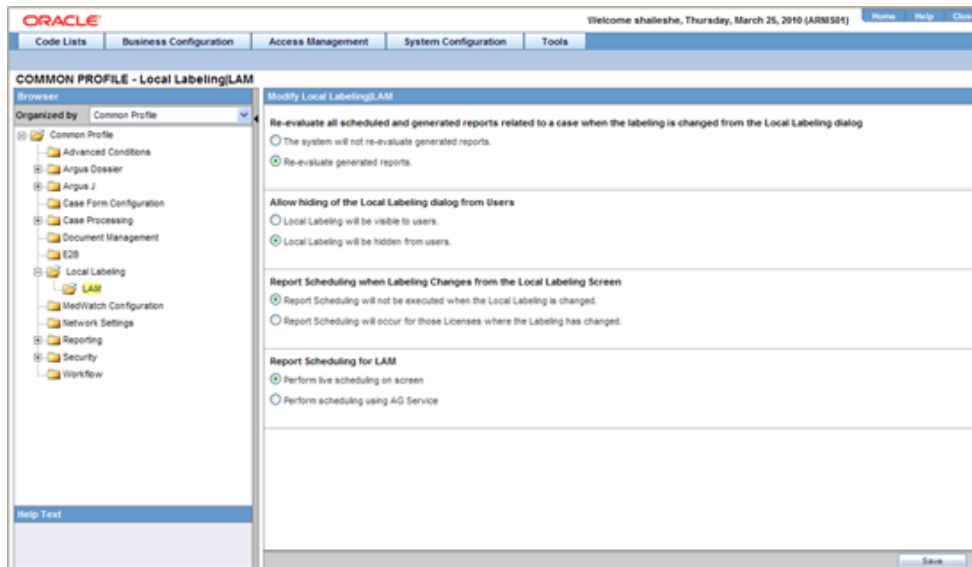 ORACLE
Welcome shaileshe, Thursday, March 25, 2010 (ARNIS01)
Home Help Clos
Code Lists Business Configuration Access Management System Configuration Tools
COMMON PROFILE - Local Labeling|LAM
Browser
Organized by Common Profile
Common Profile
Advanced Conditions
Argus Dossier
Argus J
Case Form Configuration
Case Processing
Document Management
E2B
Local Labeling
LAM
MedWatch Configuration
Network Settings
Reporting
Security
Workflow
Help Text
Modify Local Labeling|LAM
Re-evaluate all scheduled and generated reports related to a case when the labeling is changed from the Local Labeling dialog
The system will not re-evaluate generated reports.
Re-evaluate generated reports.
Allow hiding of the Local Labeling dialog from Users
Local Labeling will be visible to users.
Local Labeling will be hidden from users.
Report Scheduling when Labeling Changes from the Local Labeling Screen
Report Scheduling will not be executed when the Local Labeling is changed.
Report Scheduling will occur for those Licenses where the Labeling has changed.
Report Scheduling for LAM
Perform live scheduling on screen
Perform scheduling using AG Service
Save